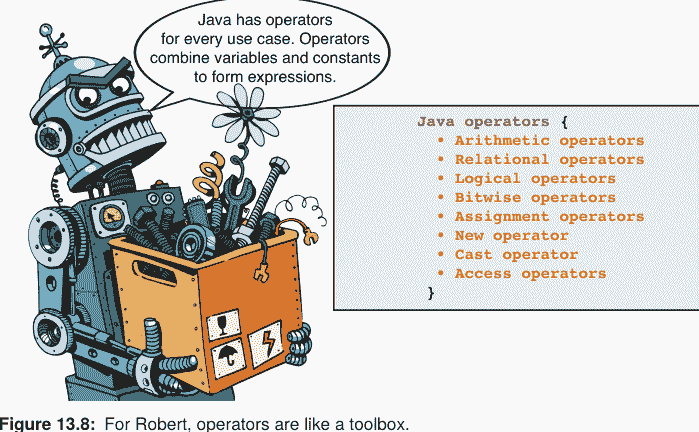 Java has operators
for every use case. Operators
combine variables and constants
to form expressions.
Java operators {
• Arithmetic operators
• Relational operators
• Logical operators
• Bitwise operators
• Assignment operators
• New operator
• Cast operator
• Access operators
}
Figure 13.8: For Robert, operators are like a toolbox.